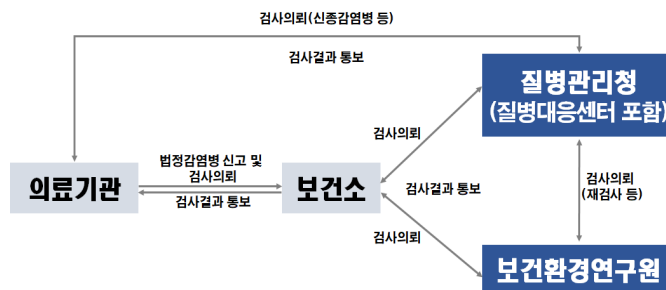 검사의뢰(신종감염병 등)
검사결과 통보
질병관리청
(질병대응센터 포함)
검사의뢰
법정감염병 신고 및
검사의뢰
의료기관
보건소
검사결과 통보
검사결과 통보
검사의뢰
(재검사 등)
검사의뢰
보건환경연구원